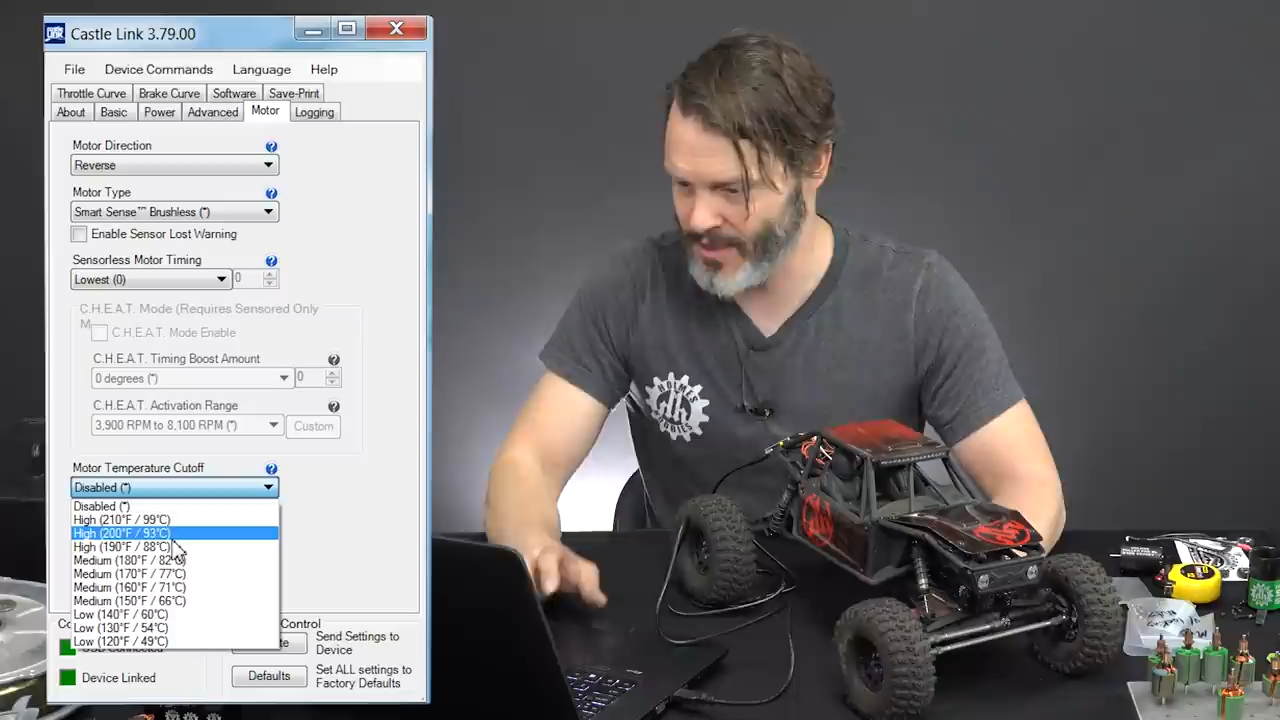 Castle Link 3.79.00
File Device Commands Language Help
Throttle Curve Brake Curve Software Save-Print
About Basic Power Advanced Motor Logging
Motor Direction
Reverse
Motor Type
Smart Sense™ Brushless (*)
Enable Sensor Lost Warning
Sensorless Motor Timing
Lowest (0) 0
C.H.E.A.T. Mode (Requires Sensored Only
M
C.H.E.A.T. Mode Enable
C.H.E.A.T. Timing Boost Amount
0 degrees (*) 0
C.H.E.A.T. Activation Range
3,900 RPM to 8,100 RPM (*) Custom
Motor Temperature Cutoff
Disabled (*)
Disabled (*)
High (210°F / 99°C)
High (200°F / 93°C)
High (190°F / 88°C)
Medium (180°F / 82°C)
Medium (170°F / 77°C)
Medium (160°F / 71°C)
Medium (150°F / 66°C)
Low (140°F / 60°C)
Low (130°F / 54°C)
Low (120°F / 49°C)
Control
Send Settings to
Device
Device Linked
Defaults
Set ALL settings to
Factory Defaults
HOLMES
HOBBIES